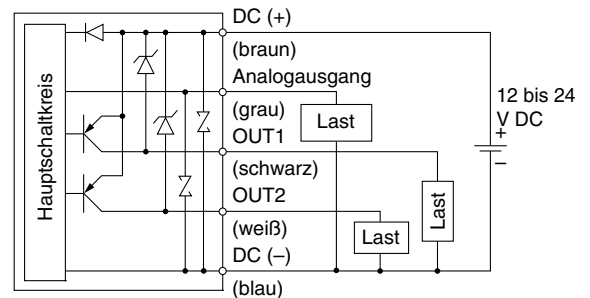 DC (+)
(braun)
Analogausgang
(grau)
OUT1
(schwarz)
OUT2
(weiß)
DC (–)
(blau)
Hauptschaltkreis
Last
Last
Last
12 bis 24
V DC
+
–